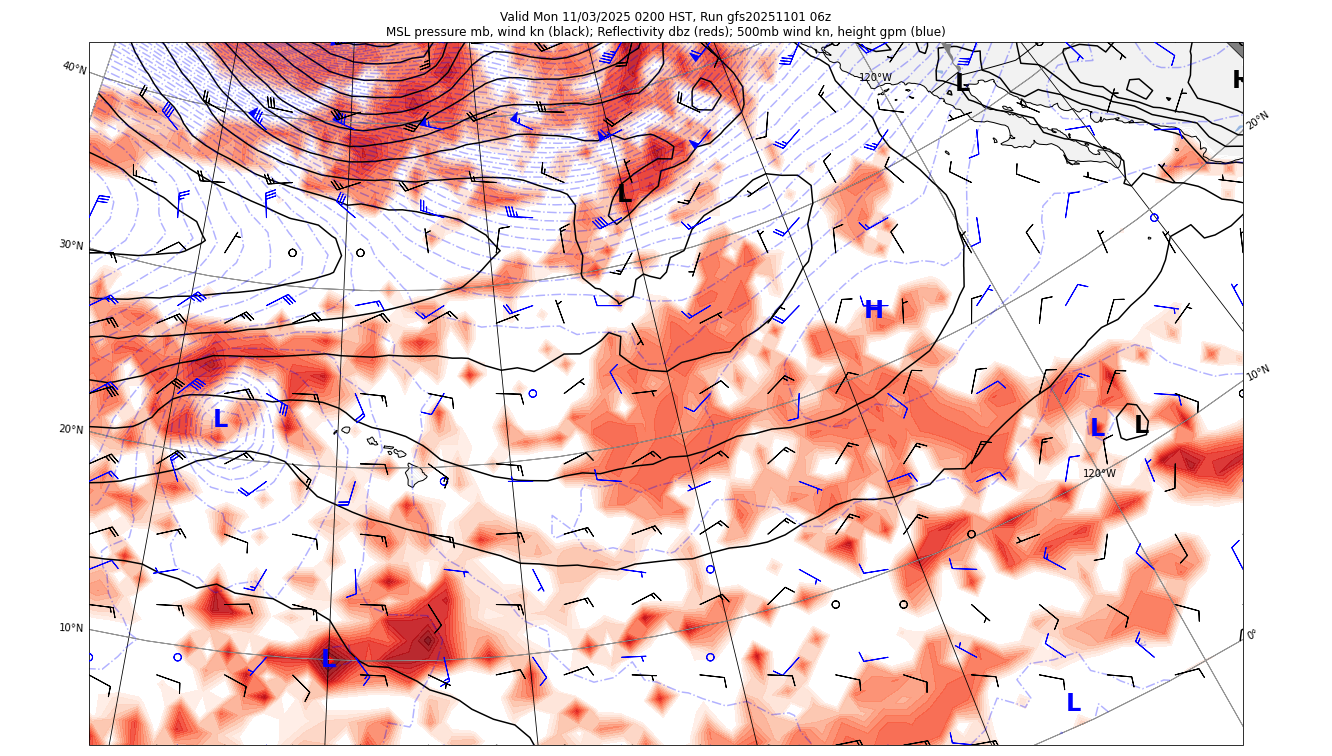 Valid Mon 11/03/2025 0200 HST, Run gfs20251101 06z
MSL pressure mb, wind kn (black); Reflectivity dbz (reds); 500mb wind kn, height gpm (blue)
40°N
120°W
L
H
20°N
L
30°N
H
10°N
L
20°N
L
L
120°W
10°N
0°
L
L